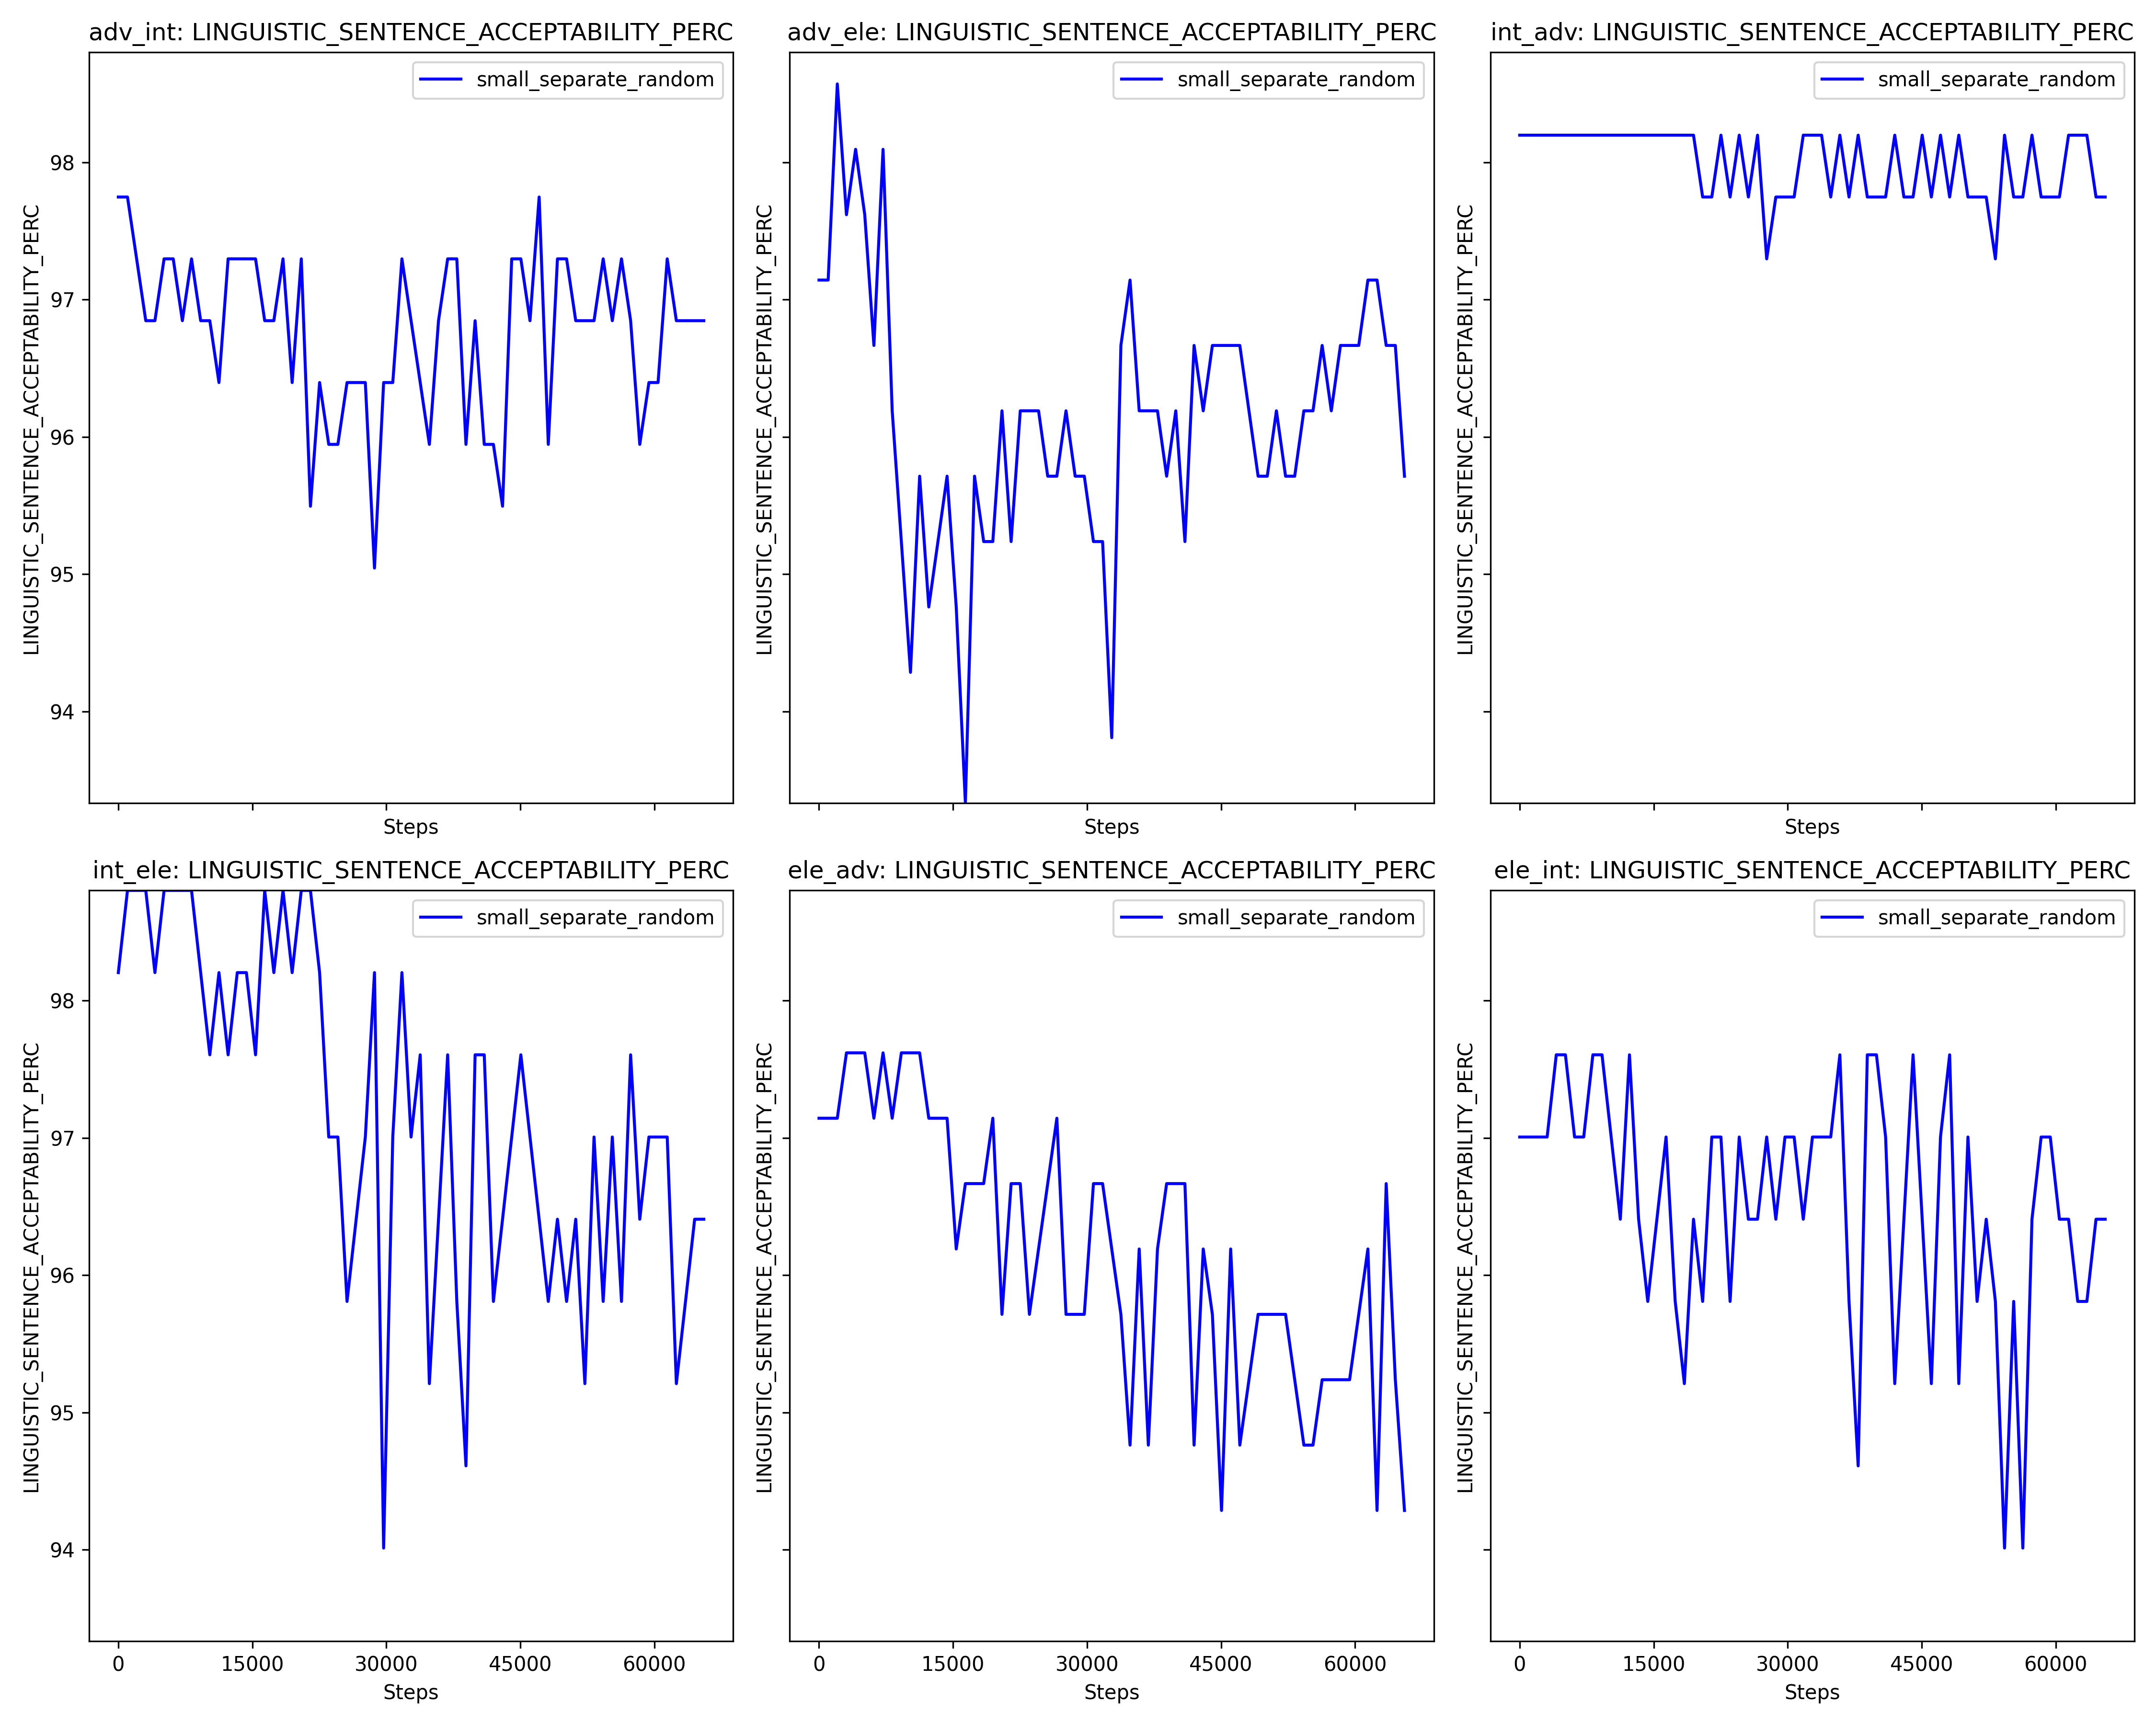 adv_int: LINGUISTIC_SENTENCE_ACCEPTABILITY_PERC
small_separate_random
LINGUISTIC_SENTENCE_ACCEPTABILITY_PERC
98
97
96
95
94
Steps
adv_ele: LINGUISTIC_SENTENCE_ACCEPTABILITY_PERC
small_separate_random
LINGUISTIC_SENTENCE_ACCEPTABILITY_PERC
Steps
int_adv: LINGUISTIC_SENTENCE_ACCEPTABILITY_PERC
small_separate_random
LINGUISTIC_SENTENCE_ACCEPTABILITY_PERC
Steps
int_ele: LINGUISTIC_SENTENCE_ACCEPTABILITY_PERC
small_separate_random
LINGUISTIC_SENTENCE_ACCEPTABILITY_PERC
98
97
96
95
94
0 15000 30000 45000 60000
Steps
ele_adv: LINGUISTIC_SENTENCE_ACCEPTABILITY_PERC
small_separate_random
LINGUISTIC_SENTENCE_ACCEPTABILITY_PERC
0 15000 30000 45000 60000
Steps
ele_int: LINGUISTIC_SENTENCE_ACCEPTABILITY_PERC
small_separate_random
LINGUISTIC_SENTENCE_ACCEPTABILITY_PERC
0 15000 30000 45000 60000
Steps